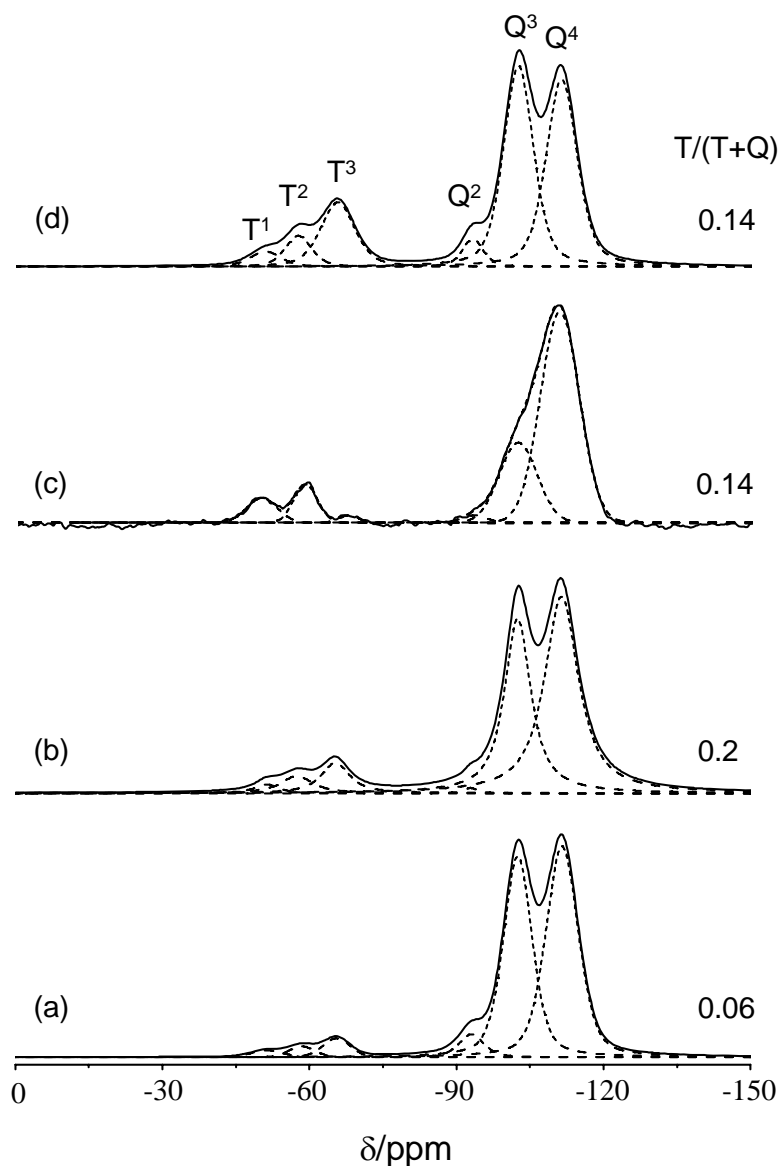 Q³ Q⁴
T/(T+Q)
T³
T² Q²
T¹
(d) 0.14
(c) 0.14
(b) 0.2
(a) 0.06
0 -30 -60 -90 -120 -150
δ/ppm